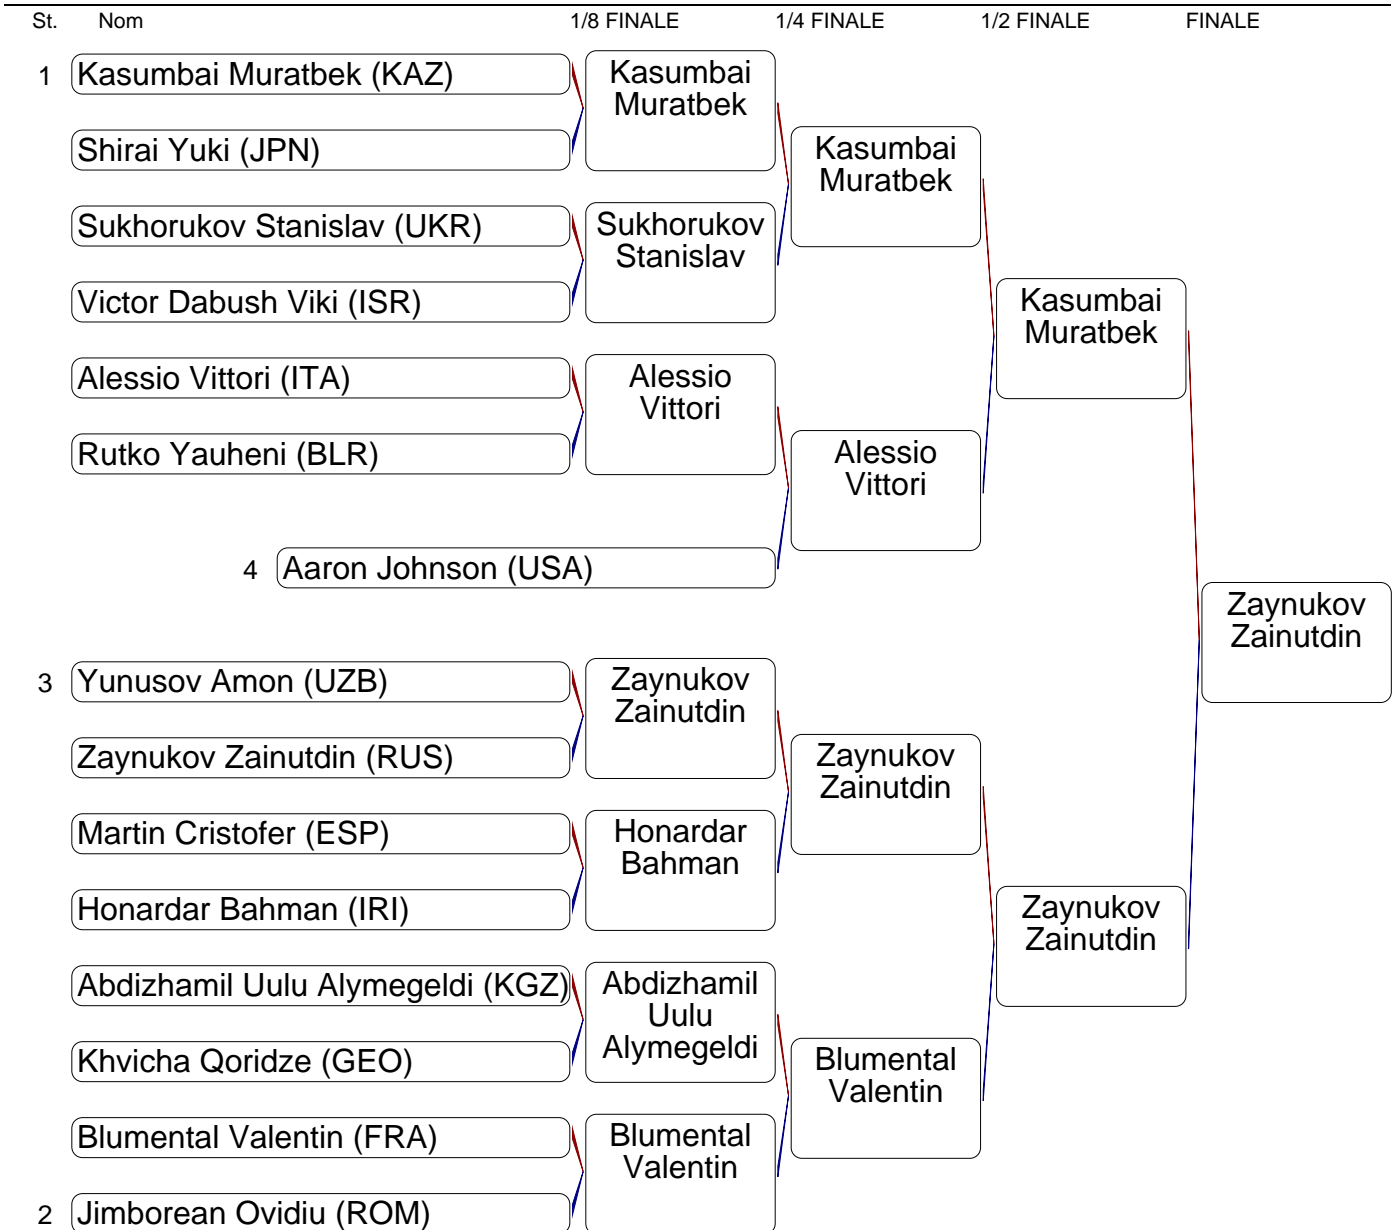 St. Nom 1/8 FINALE 1/4 FINALE 1/2 FINALE FINALE
1 Kasumbai Muratbek (KAZ)
Shirai Yuki (JPN)
Sukhorukov Stanislav (UKR)
Victor Dabush Viki (ISR)
Alessio Vittori (ITA)
Rutko Yauheni (BLR)
4 Aaron Johnson (USA)
3 Yunusov Amon (UZB)
Zaynukov Zainutdin (RUS)
Martin Cristofer (ESP)
Honardar Bahman (IRI)
Abdizhamil Uulu Alymegeldi (KGZ)
Khvicha Qoridze (GEO)
Blumental Valentin (FRA)
2 Jimborean Ovidiu (ROM)
Kasumbai
Muratbek
Sukhorukov
Stanislav
Alessio
Vittori
Zaynukov
Zainutdin
Honardar
Bahman
Abdizhamil
Uulu
Alymegeldi
Blumental
Valentin
Kasumbai
Muratbek
Alessio
Vittori
Zaynukov
Zainutdin
Blumental
Valentin
Kasumbai
Muratbek
Zaynukov
Zainutdin
Zaynukov
Zainutdin